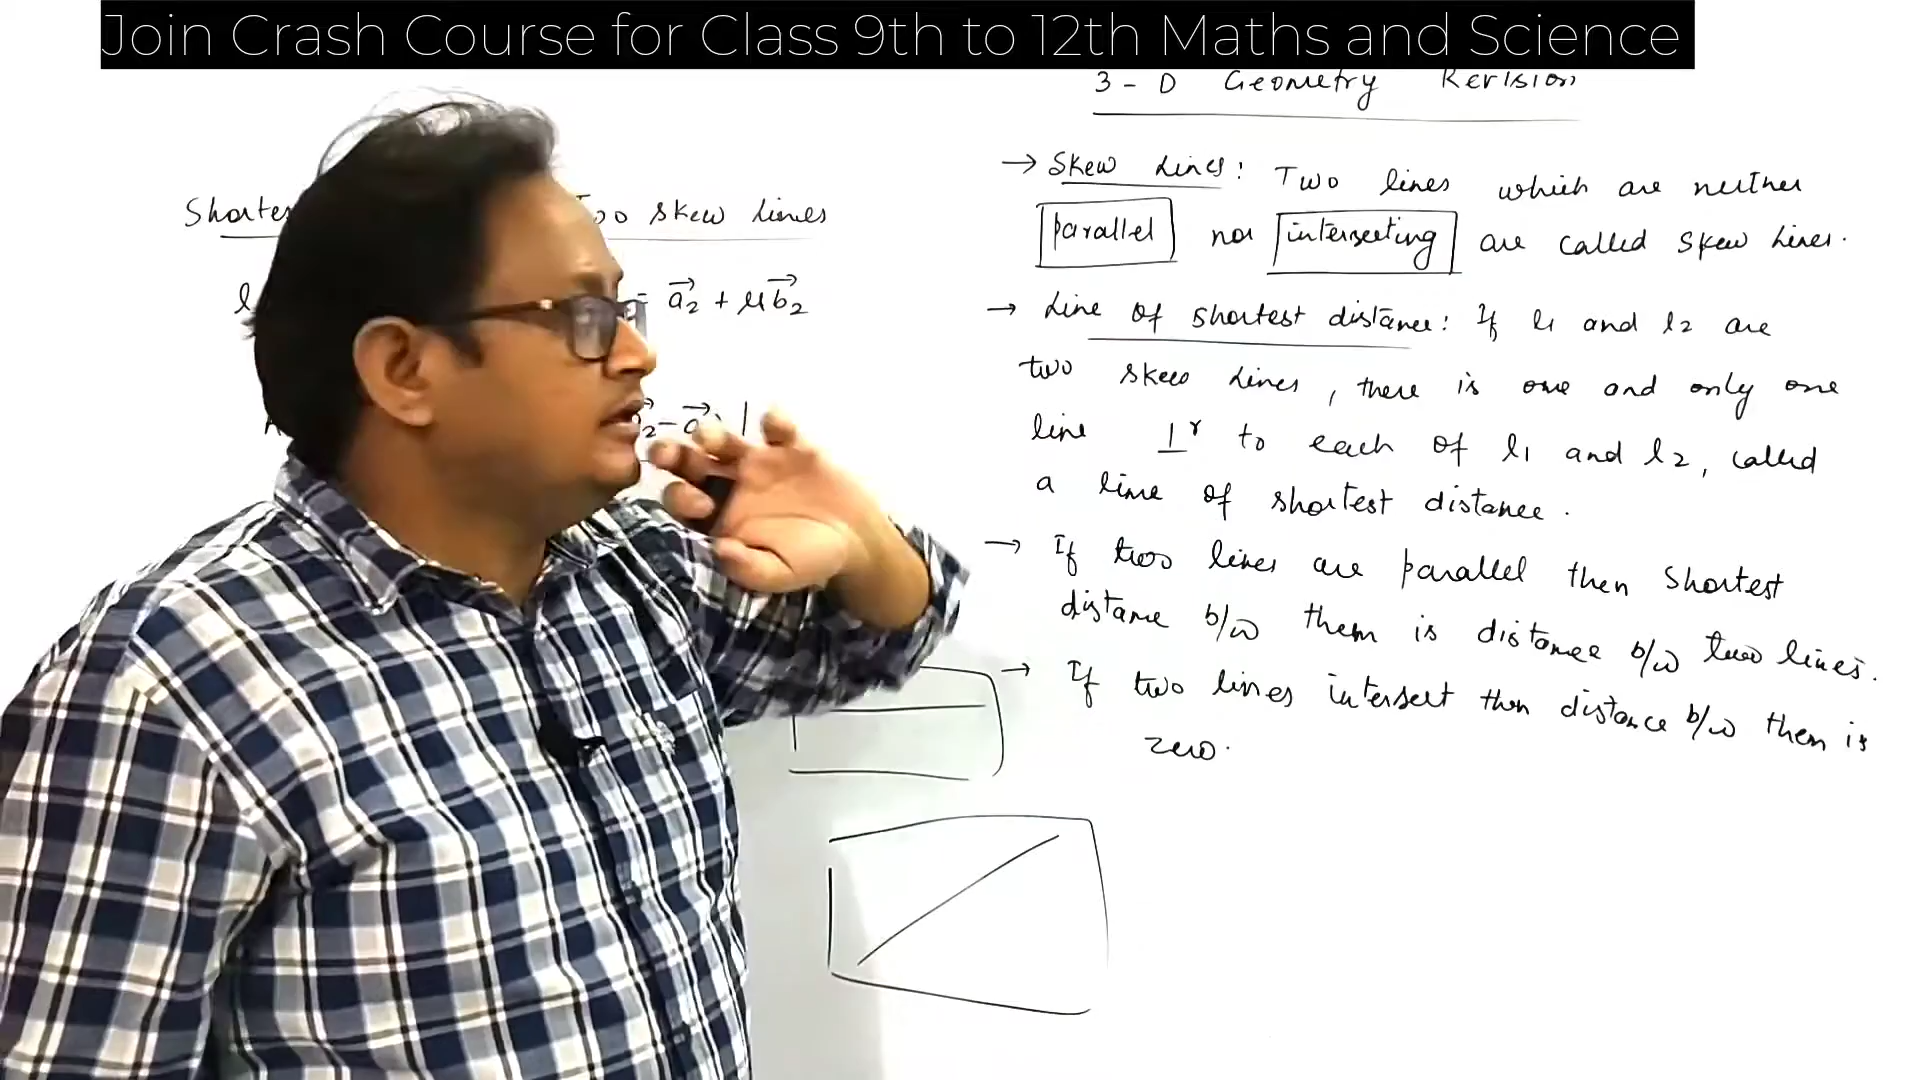 Join Crash Course for Class 9th to 12th Maths and Science
3 - D Geometry Revision
→ Skew Lines: Two lines which are neither
parallel nor intersecting are called skew lines.
→ Line of shortest distance: If l1 and l2 are
two skew lines, there is one and only one
line ⊥r to each of l1 and l2, called
a line of shortest distance.
→ If two lines are parallel then shortest
distance b/w them is distance b/w two lines.
→ If two lines intersect then distance b/w them is
zero.
skew lines
= a⃗2 + μb⃗2